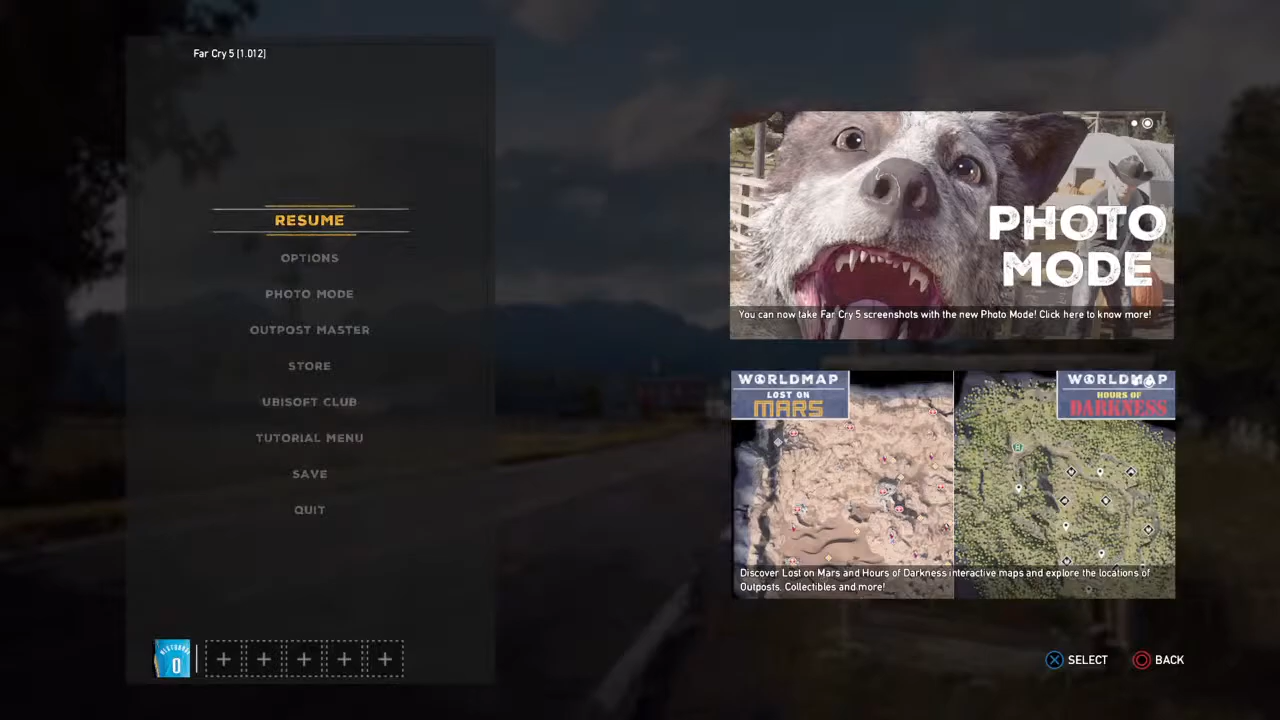 Far Cry 5 [1.012]
RESUME
OPTIONS
PHOTO MODE
OUTPOST MASTER
STORE
UBISOFT CLUB
TUTORIAL MENU
SAVE
QUIT
PHOTO
MODE
You can now take Far Cry 5 screenshots with the new Photo Mode! Click here to know more!
WORLDMAP
LOST ON
MARS
WORLDMAP
HOURS OF
DARKNESS
Discover Lost on Mars and Hours of Darkness interactive maps and explore the locations of
Outposts, Collectibles and more!
0
SELECT
BACK